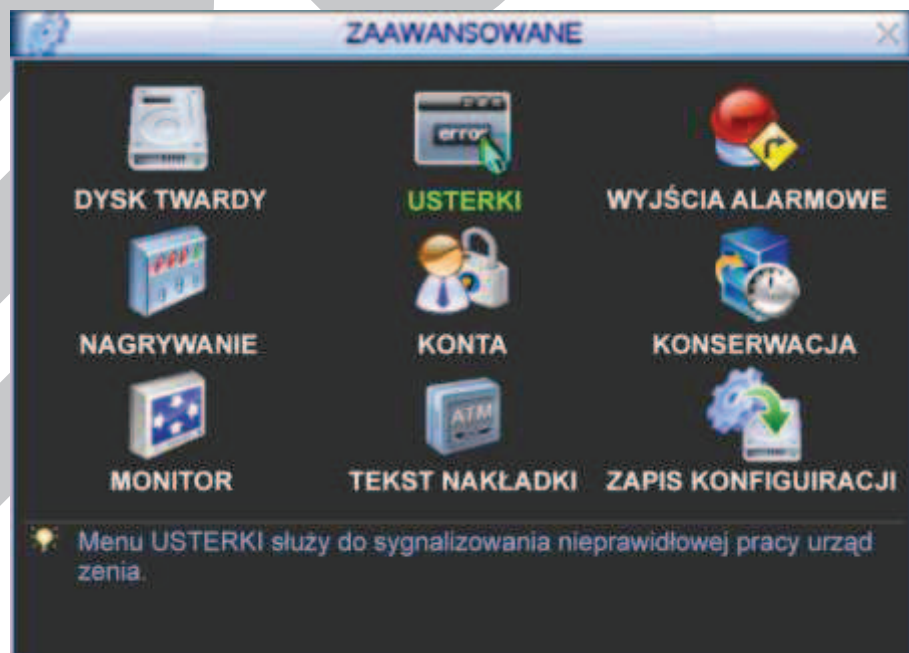 ZAAWANSOWANE
error
DYSK TWARDY
USTERKI
WYJŚCIA ALARMOWE
NAGRYWANIE
KONTA
KONSERWACJA
ATM
MONITOR
TEKST NAKŁADKI
ZAPIS KONFIGUIRACJI
Menu USTERKI służy do sygnalizowania nieprawidłowej pracy urząd
zenia.